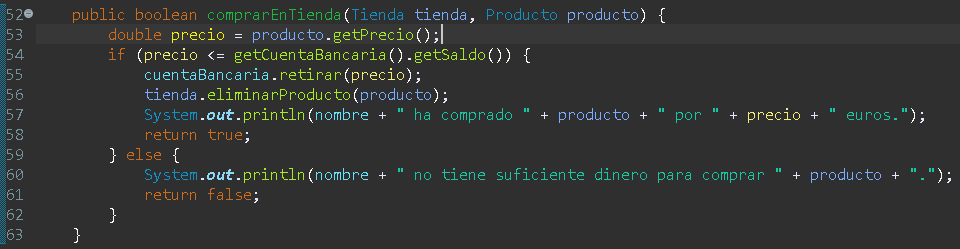 52 public boolean comprarEnTienda(Tienda tienda, Producto producto) {
53 double precio = producto.getPrecio();
54 if (precio <= getCuentaBancaria().getSaldo()) {
55 cuentaBancaria.retirar(precio);
56 tienda.eliminarProducto(producto);
57 System.out.println(nombre + " ha comprado " + producto + " por " + precio + " euros.");
58 return true;
59 } else {
60 System.out.println(nombre + " no tiene suficiente dinero para comprar " + producto + ".");
61 return false;
62 }
63 }